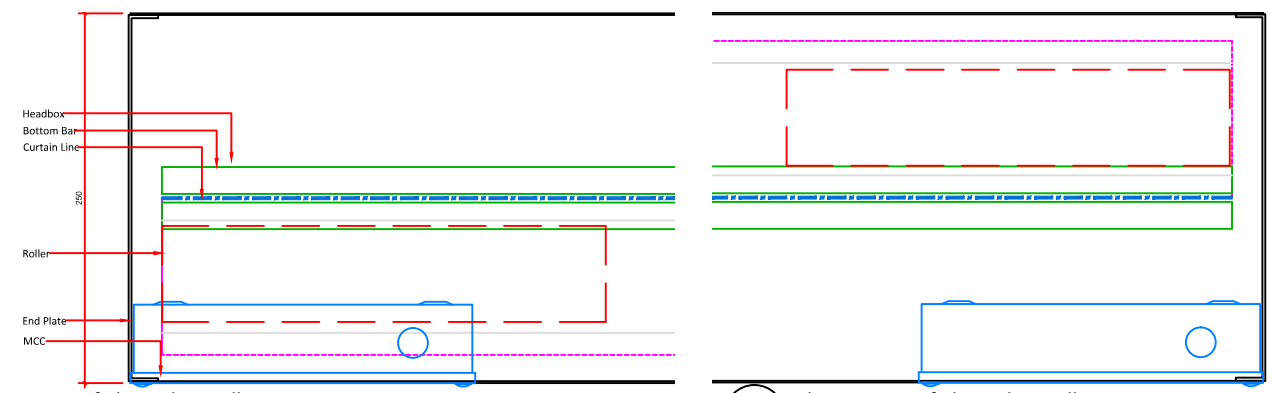 Headbox
Bottom Bar
Curtain Line
250
Roller
End Plate
MCC